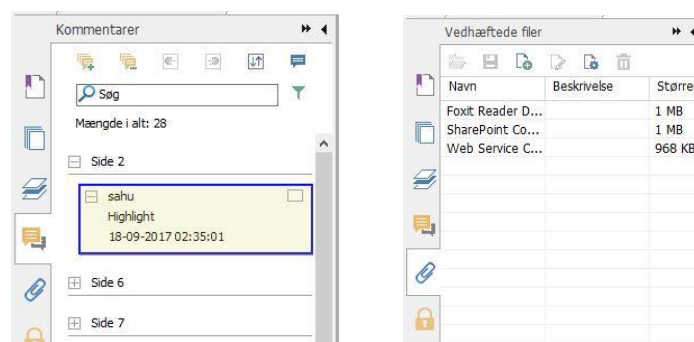 Kommentarer
Søg
Mængde i alt: 28
Side 2
sahu
Highlight
18-09-2017 02:35:01
Side 6
Side 7
Vedhæftede filer
Navn Beskrivelse Større
Foxit Reader D... 1 MB
SharePoint Co... 1 MB
Web Service C... 968 KB